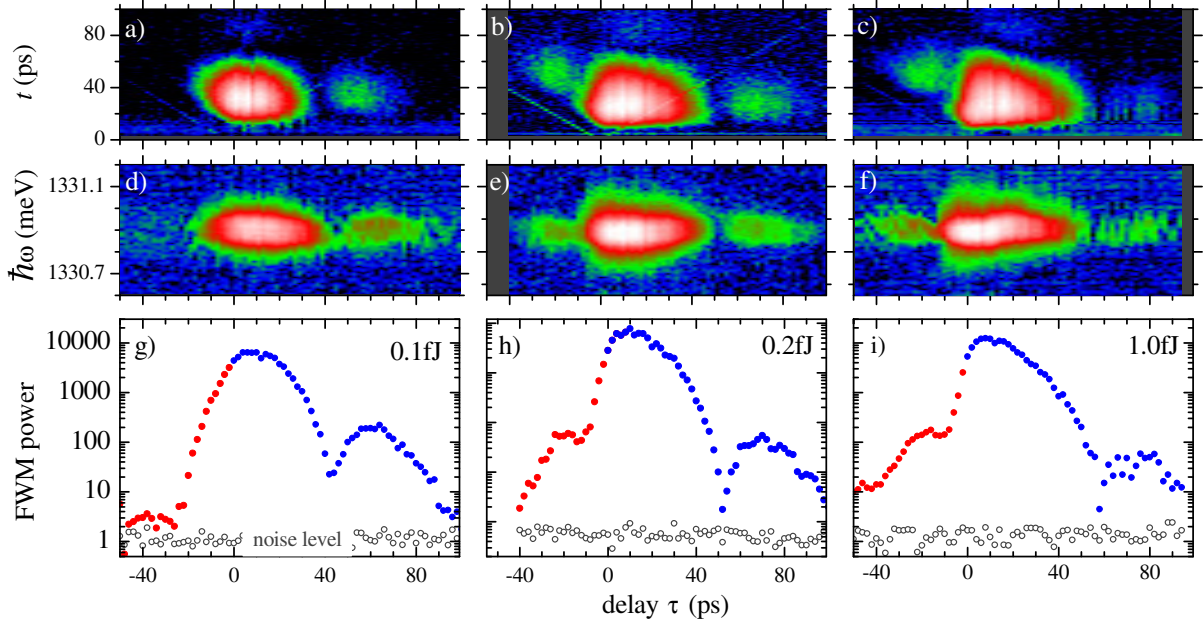 a)
b)
c)
80
40
0
t (ps)
d)
e)
f)
1331.1
1330.7
ħω (meV)
g)
0.1fJ
h)
0.2fJ
i)
1.0fJ
10000
1000
100
10
1
FWM power
noise level
0 40 80
-40 0 40 80
-40 0 40 80
delay τ (ps)